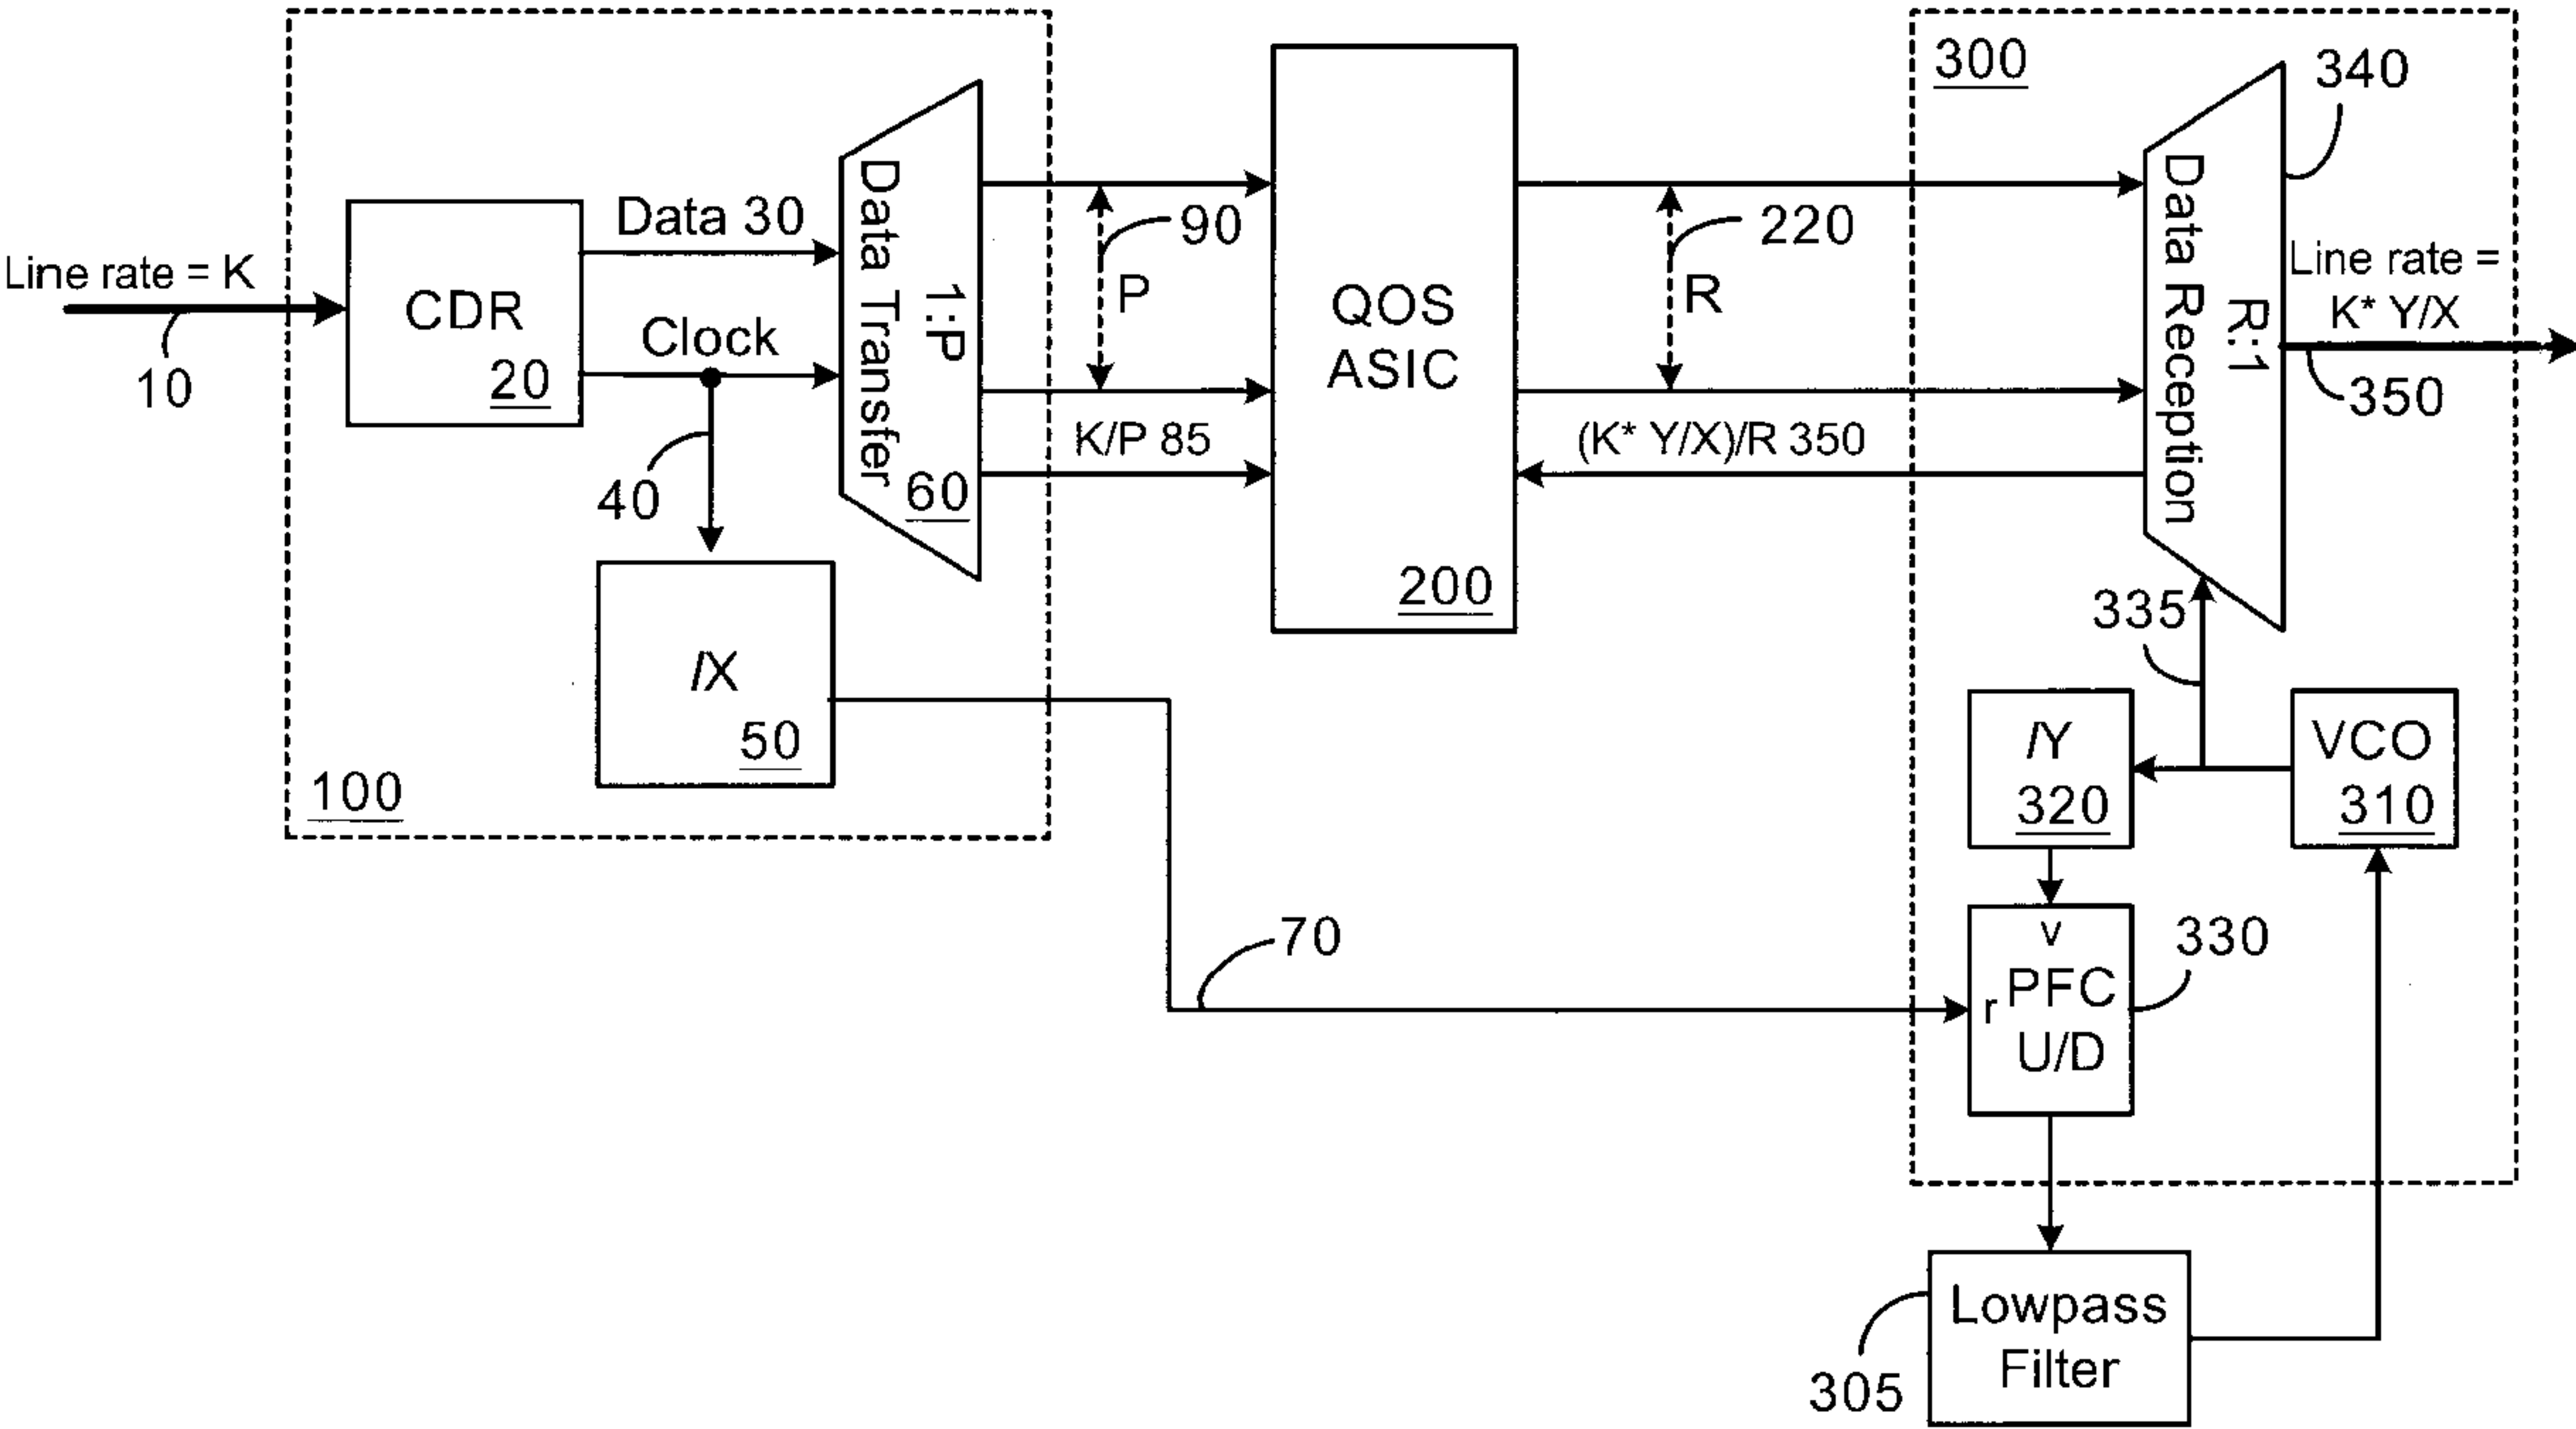 300
340
Data Transfer
1:P
60
Data Reception
R:1
Data 30
90
220
Line rate = K
CDR
20
P
QOS
ASIC
R
Line rate =
K* Y/X
Clock
10
K/P 85
(K* Y/X)/R 350
350
40
200
335
/X
50
/Y
320
VCO
310
100
70
v
330
r PFC
U/D
Lowpass
Filter
305